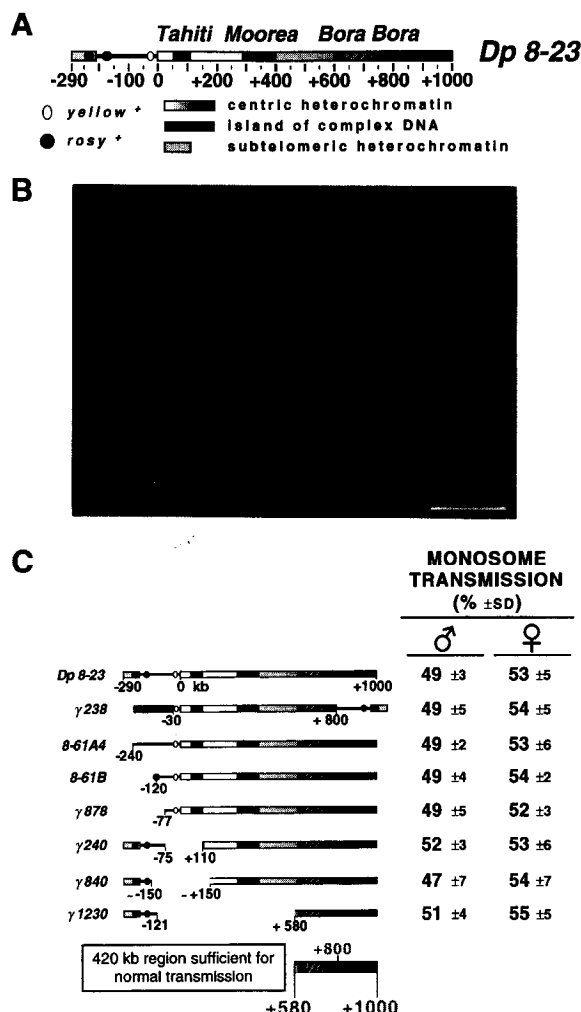 A
Tahiti Moorea Bora Bora
Dp 8-23
-290 -100 0 +200 +400 +600 +800 +1000
yellow +
rosy +
centric heterochromatin
island of complex DNA
subtelomeric heterochromatin
B
C
MONOSOME
TRANSMISSION
(% ±SD)
♂ ♀
Dp 8-23 49 ±3 53 ±5
-290 0 kb +1000
γ238 49 ±5 54 ±5
-30 +800
8-61A4 49 ±2 53 ±6
-240
8-61B 49 ±4 54 ±2
-120
γ878 49 ±5 52 ±3
-77
γ240 52 ±3 53 ±6
-75 +110
γ840 47 ±7 54 ±7
~-150 ~+150
γ1230 51 ±4 55 ±5
-121 +580
420 kb region sufficient for
normal transmission
+800
+580 +1000